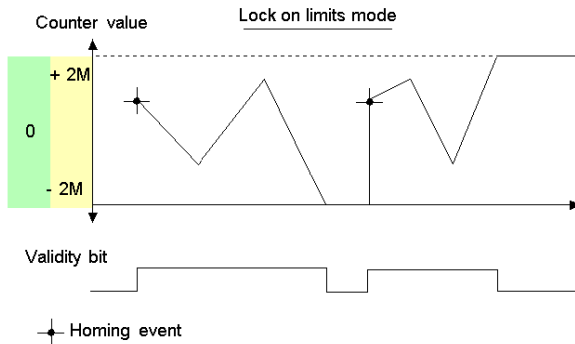 Lock on limits mode
Counter value
+ 2M
0
- 2M
Validity bit
Homing event